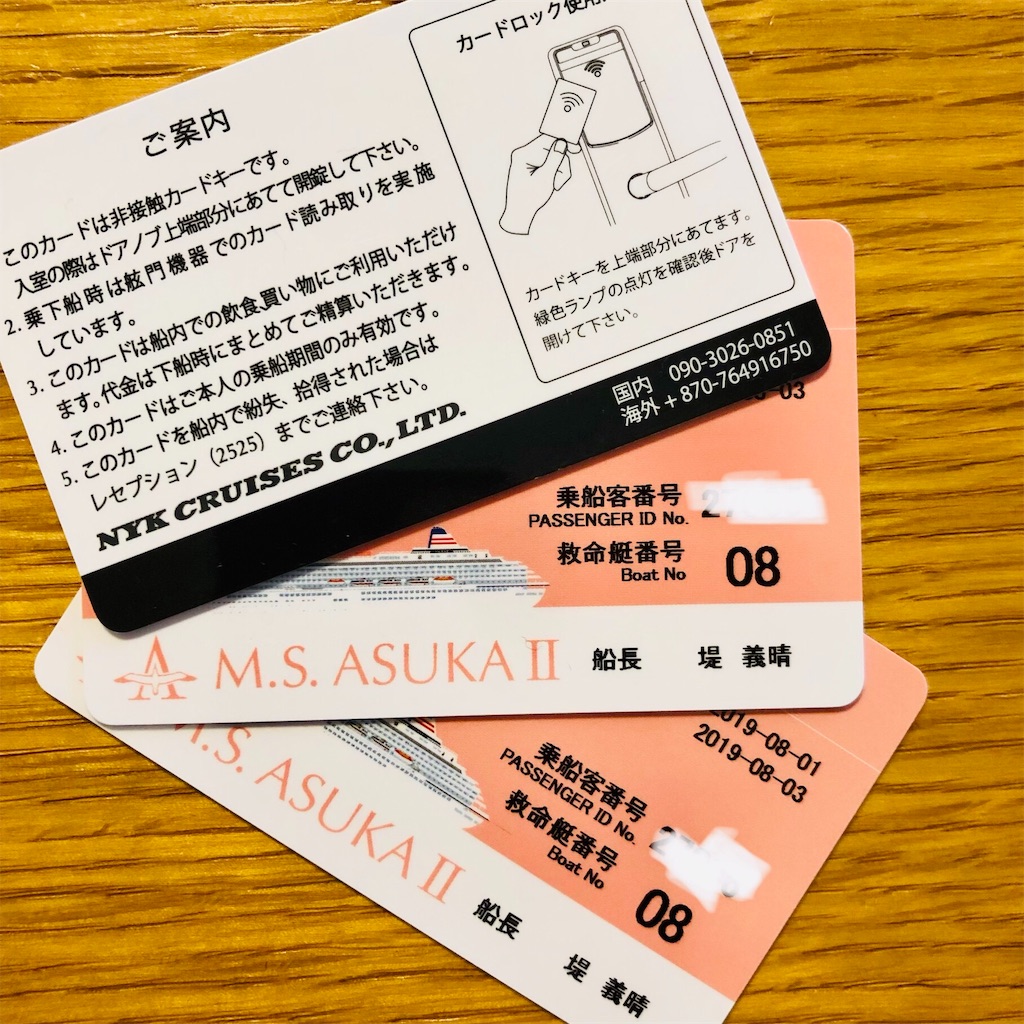 ご案内
このカードは非接触カードキーです。
入室の際はドアノブ上端部分にあてて開錠して下さい。
2. 乗下船時は舷門機器でのカード読み取りを実施
しています。
3. このカードは船内での飲食、買い物にご利用いただけ
ます。代金は下船時にまとめてご精算いただきます。
4. このカードはご本人の乗船期間のみ有効です。
5. このカードを船内で紛失、拾得された場合は
レセプション（2525）までご連絡下さい。
NYK CRUISES CO., LTD.
カードロック使用
カードキーを上端部分にあてます。
緑色ランプの点灯を確認後ドアを
開けて下さい。
国内 090-3026-0851
海外 + 870-764916750
03
乗船客番号
PASSENGER ID No.
救命艇番号
Boat No 08
M.S. ASUKA II 船長 堤 義晴
2019-08-01
2019-08-03
乗船客番号
PASSENGER ID No.
救命艇番号
Boat No 08
M.S. ASUKA II 船長 堤 義晴